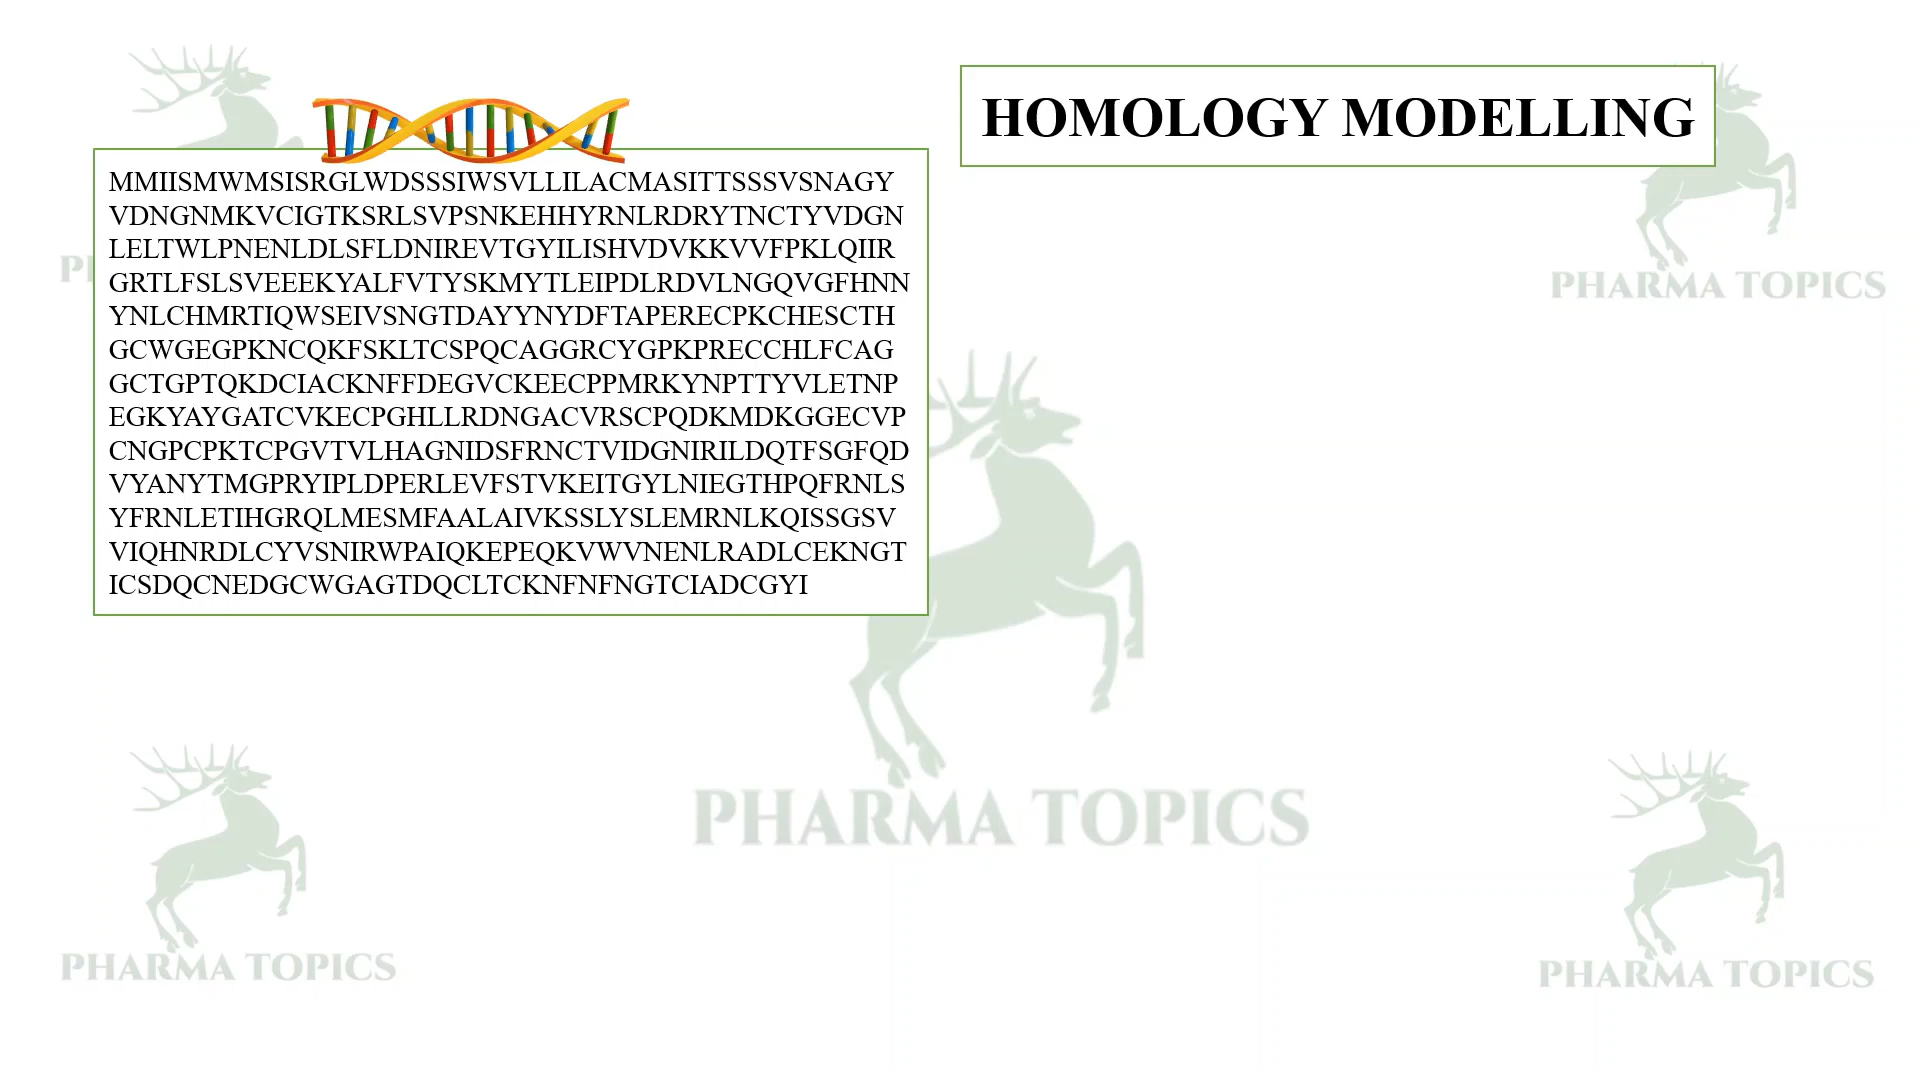 HOMOLOGY MODELLING
MMIISMWMSISRGLWDSSSIWSVLLILACMASITTSSSVSNAGY
VDNGNMKVCIGTKSRLSVPSNKEHHYRNLRDRYTNCTYVDGN
LELTWLPNENLDLSFLDNIREVTGYILISHVDVKKVVFPKLQIIR
GRTLFSLSVEEEKYALFVTYSKMYTLEIPDLRDVLNGQVGFHNN
YNLCHMRTIQWSEIVSNGTDAYYNYDFTAPERECPKCHESCTH
GCWGEGPKNCQKFSKLTCSPQCAGGRCYGPKPRECCHLFCAG
GCTGPTQKDCIACKNFFDEGVCKEECPPMRKYNPTTYVLETNP
EGKYAYGATCVKECPGHLLRDNGACVRSCPQDKMDKGGECVP
CNGPCPKTCPGVTVLHAGNIDSFRNCTVIDGNIRILDQTFSGFQD
VYANYTMGPRYIPLDPERLEVFSTVKEITGYLNIEGTHPQFRNLS
YFRNLETIHGRQLMESMFAALAIVKSSLYSLEMRNLKQISSGSV
VIQHNRDLCYVSNIRWPAIQKEPEQKVWVNENLRADLCEKNGT
ICSDQCNEDGCWGAGTDQCLTCKNFNFNGTCIADCGYI
PHARMA TOPICS
PHARMA TOPICS
PHARMA TOPICS
PHARMA TOPICS